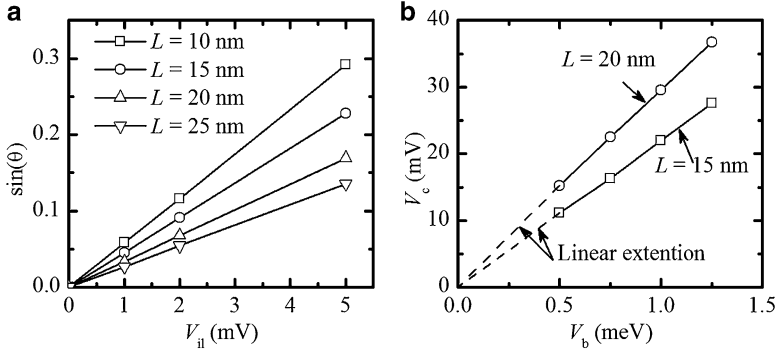 a
0.3
0.2
0.1
0
0
1
2
3
4
5
sin(θ)
V_il (mV)
L = 10 nm
L = 15 nm
L = 20 nm
L = 25 nm
b
40
30
20
10
0
0.0
0.5
1.0
1.5
V_c (mV)
V_b (meV)
L = 20 nm
L = 15 nm
Linear extention